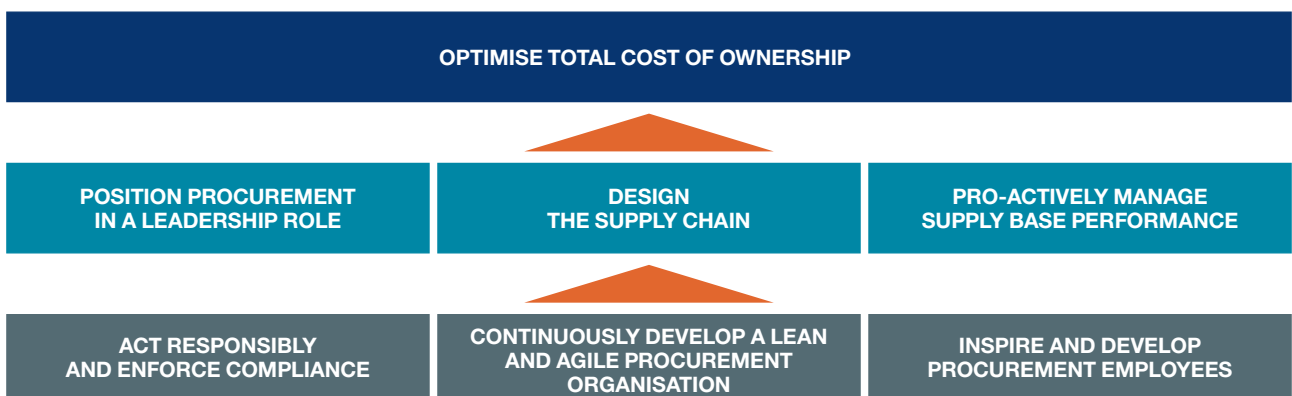 OPTIMISE TOTAL COST OF OWNERSHIP
POSITION PROCUREMENT
IN A LEADERSHIP ROLE
DESIGN
THE SUPPLY CHAIN
PRO-ACTIVELY MANAGE
SUPPLY BASE PERFORMANCE
ACT RESPONSIBLY
AND ENFORCE COMPLIANCE
CONTINUOUSLY DEVELOP A LEAN
AND AGILE PROCUREMENT
ORGANISATION
INSPIRE AND DEVELOP
PROCUREMENT EMPLOYEES